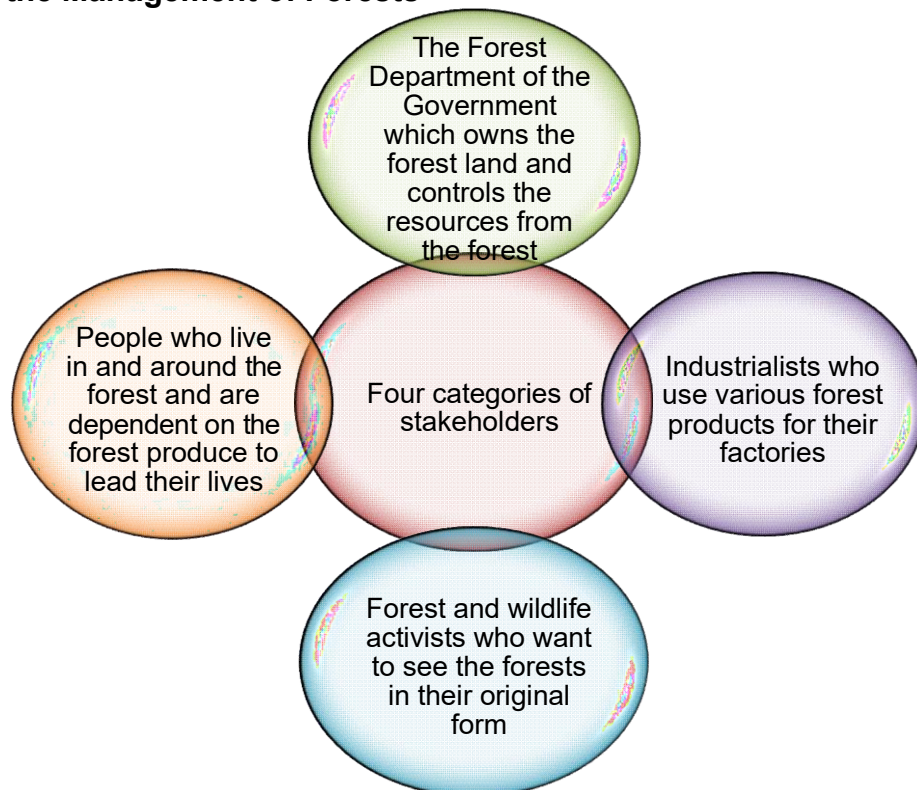 the Management of Forests
The Forest
Department of the
Government
which owns the
forest land and
controls the
resources from
the forest
People who live
in and around the
forest and are
dependent on the
forest produce to
lead their lives
Four categories of
stakeholders
Industrialists who
use various forest
products for their
factories
Forest and wildlife
activists who want
to see the forests
in their original
form